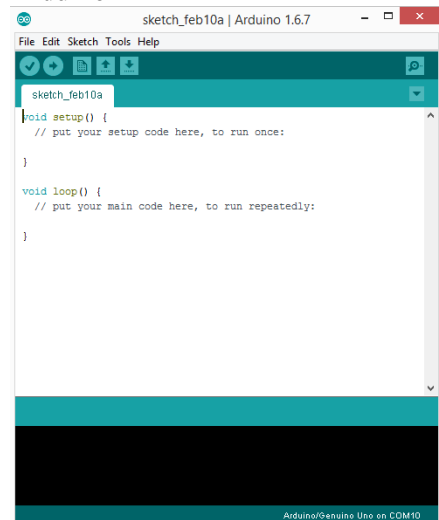 sketch_feb10a | Arduino 1.6.7
File Edit Sketch Tools Help
sketch_feb10a
void setup() {
  // put your setup code here, to run once:
}
void loop() {
  // put your main code here, to run repeatedly:
}
Arduino/Genuino Uno on COM10